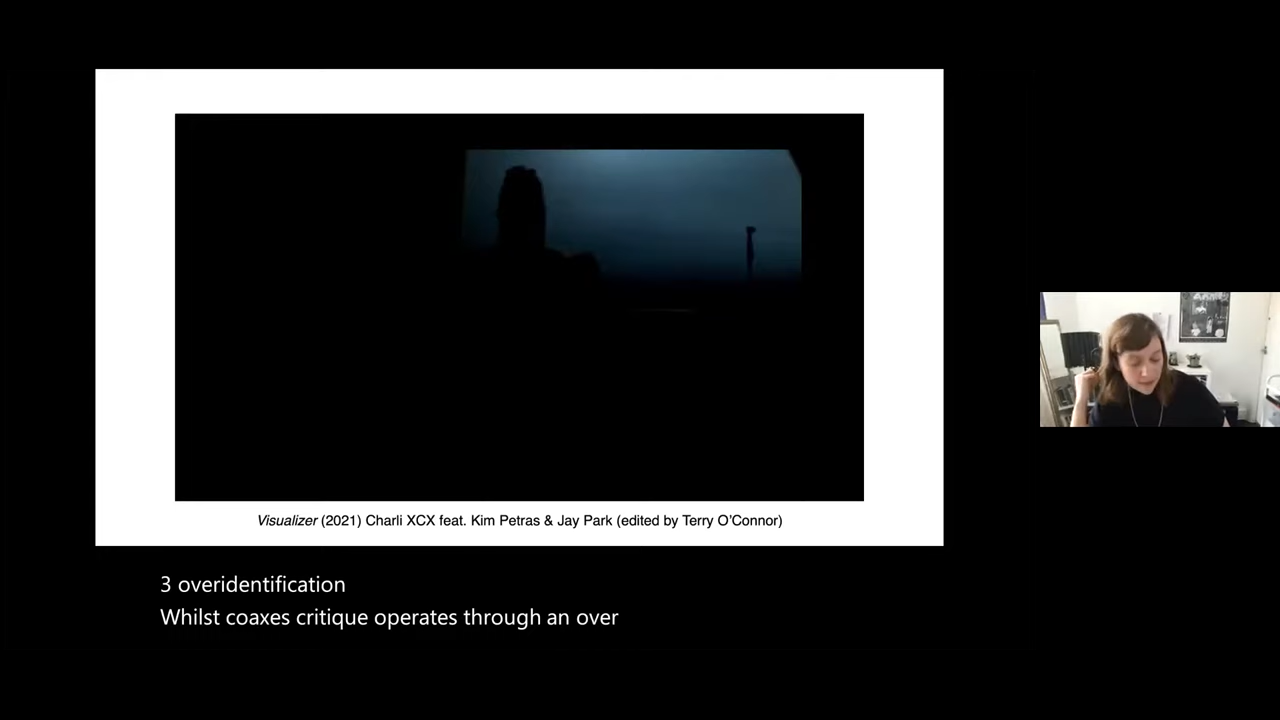 Visualizer (2021) Charli XCX feat. Kim Petras & Jay Park (edited by Terry O'Connor)
3 overidentification
Whilst coaxes critique operates through an over